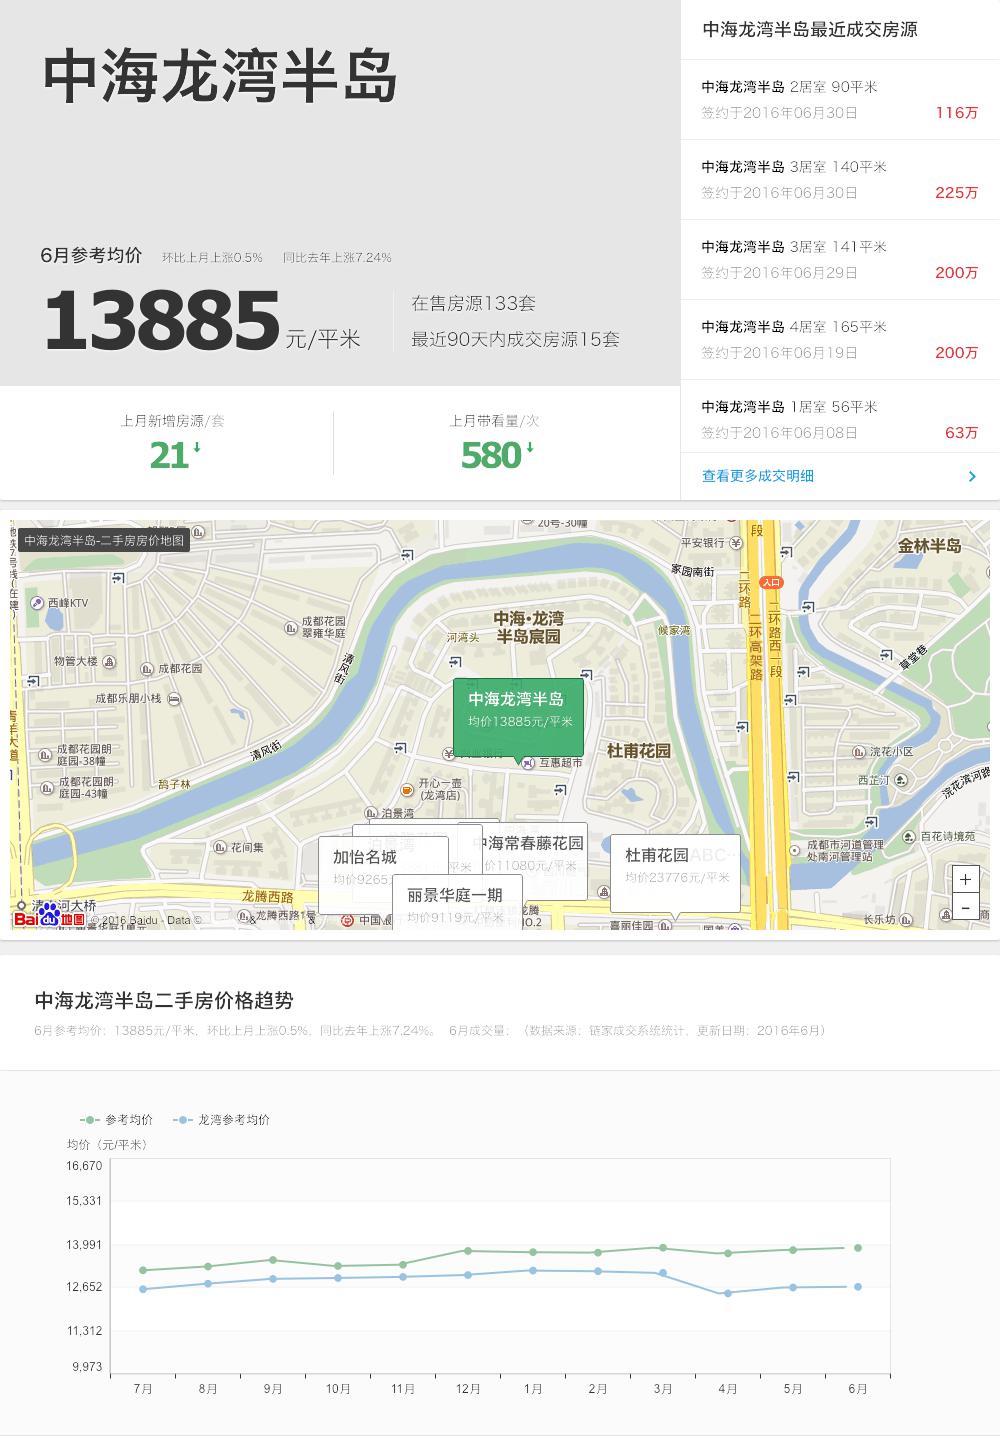 中海龙湾半岛
6月参考均价 环比上月上涨0.5% 同比去年上涨7.24%
13885元/平米
在售房源133套
最近90天内成交房源15套
上月新增房源/套
21
上月带看量/次
580
中海龙湾半岛最近成交房源
中海龙湾半岛 2居室 90平米
签约于2016年06月30日 116万
中海龙湾半岛 3居室 140平米
签约于2016年06月30日 225万
中海龙湾半岛 3居室 141平米
签约于2016年06月29日 200万
中海龙湾半岛 4居室 165平米
签约于2016年06月19日 200万
中海龙湾半岛 1居室 56平米
签约于2016年06月08日 63万
查看更多成交明细
中海龙湾半岛-二手房房价地图
20号-30幢
平安银行
段
金林半岛
家园南街
二环路
入口
西峰KTV
成都花园
翠雍华庭
中海·龙湾
半岛宸园
河湾头
候家湾
二环高架路
二环路西一段
草堂巷
物管大楼
成都花园
清风街
成都乐朋小栈
青羊大道
中海龙湾半岛
均价13885元/平米
杜甫花园
互惠超市
成都花园朗
庭园-38幢
清风街
浣花小区
成都花园朗
庭园-43幢
鸹子林
开心一壶
(龙湾店)
西芷汀
浣花滨河路
泊景湾
花间集
加怡名城
均价9265
中海常春藤花园
价11080元/平米
杜甫花园
均价23776元/平米
成都市河道管理
处南河管理站
百花诗境苑
丽景华庭一期
均价9119元/平米
龙腾西路
Baidu地图
© 2016 Baidu - Data ©
龙腾西路1号
喜丽佳园
长乐坊
+
-
中海龙湾半岛二手房价格趋势
6月参考均价：13885元/平米，环比上月上涨0.5%，同比去年上涨7.24%。 6月成交量：（数据来源：链家成交系统统计，更新日期：2016年6月）
参考均价 龙湾参考均价
均价（元/平米）
16,670
15,331
13,991
12,652
11,312
9,973
7月 8月 9月 10月 11月 12月 1月 2月 3月 4月 5月 6月